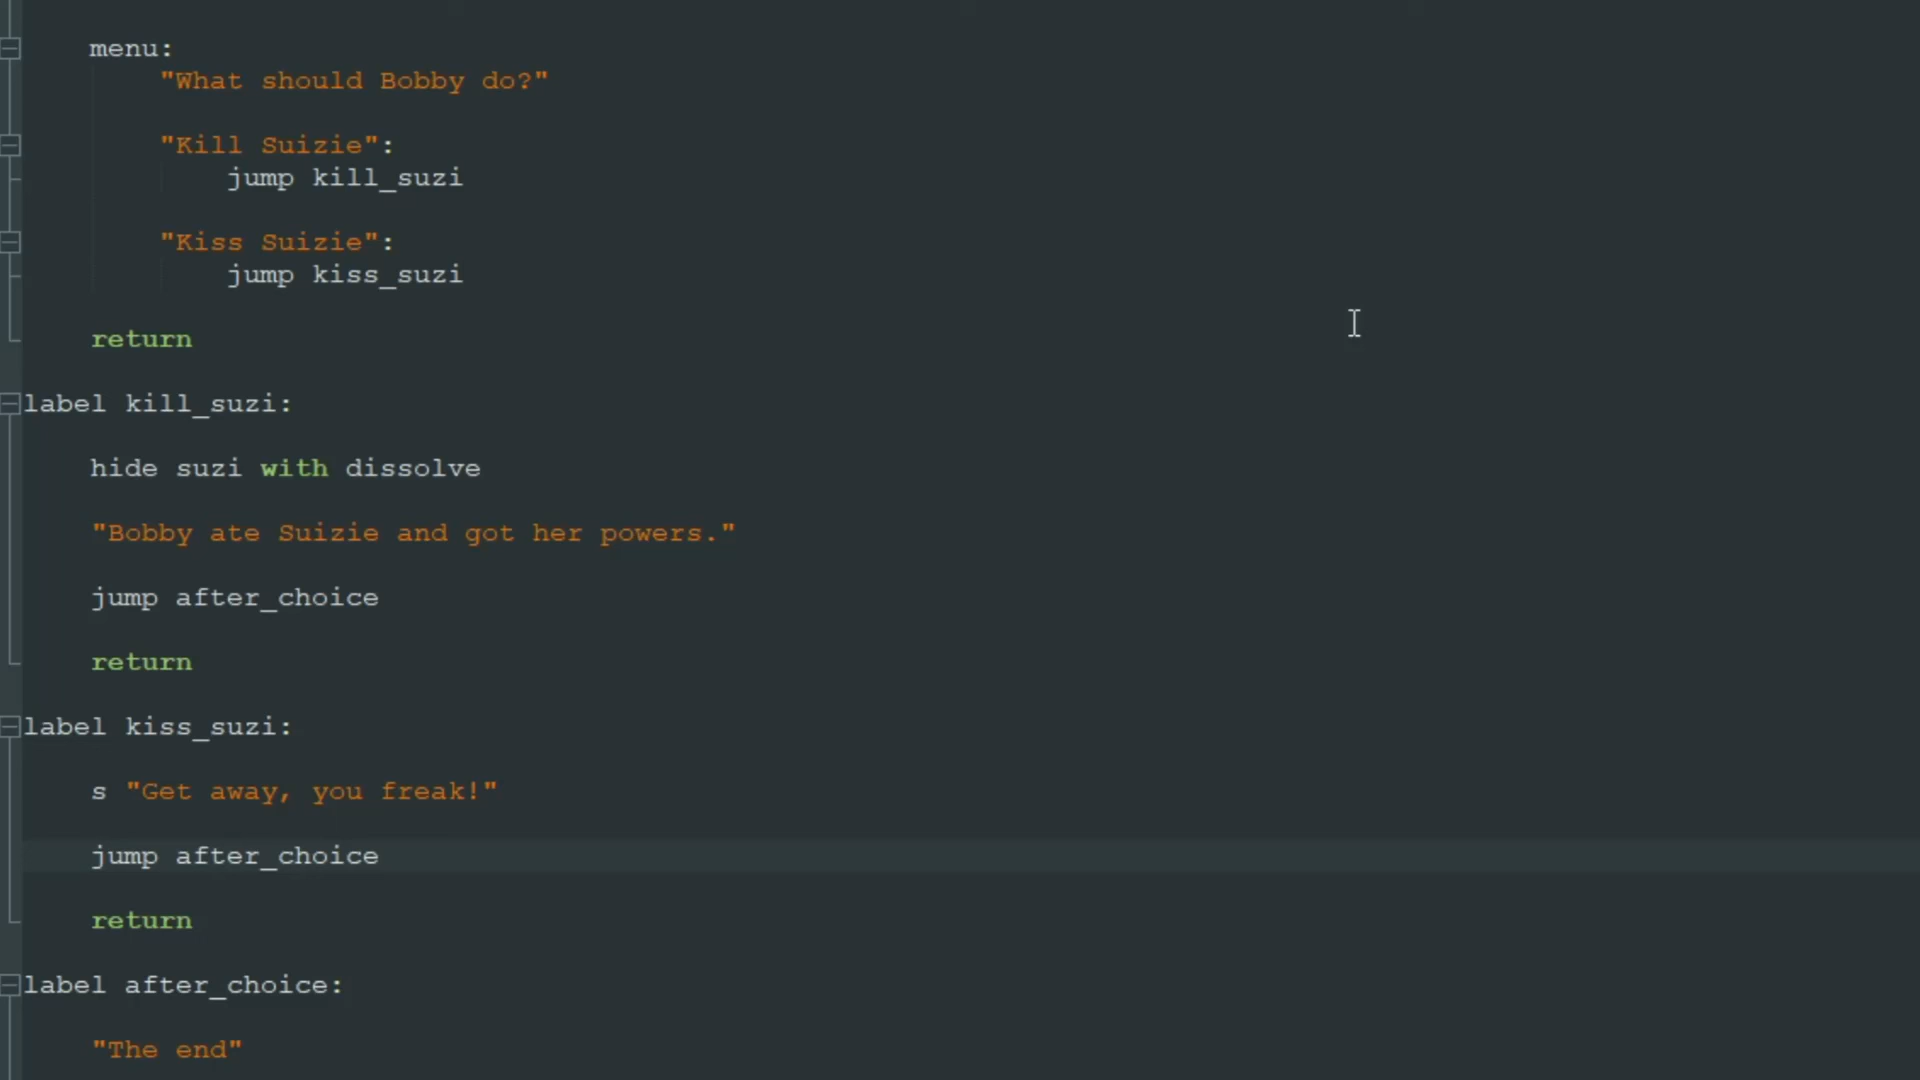 menu:
"What should Bobby do?"
"Kill Suizie":
jump kill_suzi
"Kiss Suizie":
jump kiss_suzi
return
label kill_suzi:
hide suzi with dissolve
"Bobby ate Suizie and got her powers."
jump after_choice
return
label kiss_suzi:
s "Get away, you freak!"
jump after_choice
return
label after_choice:
"The end"